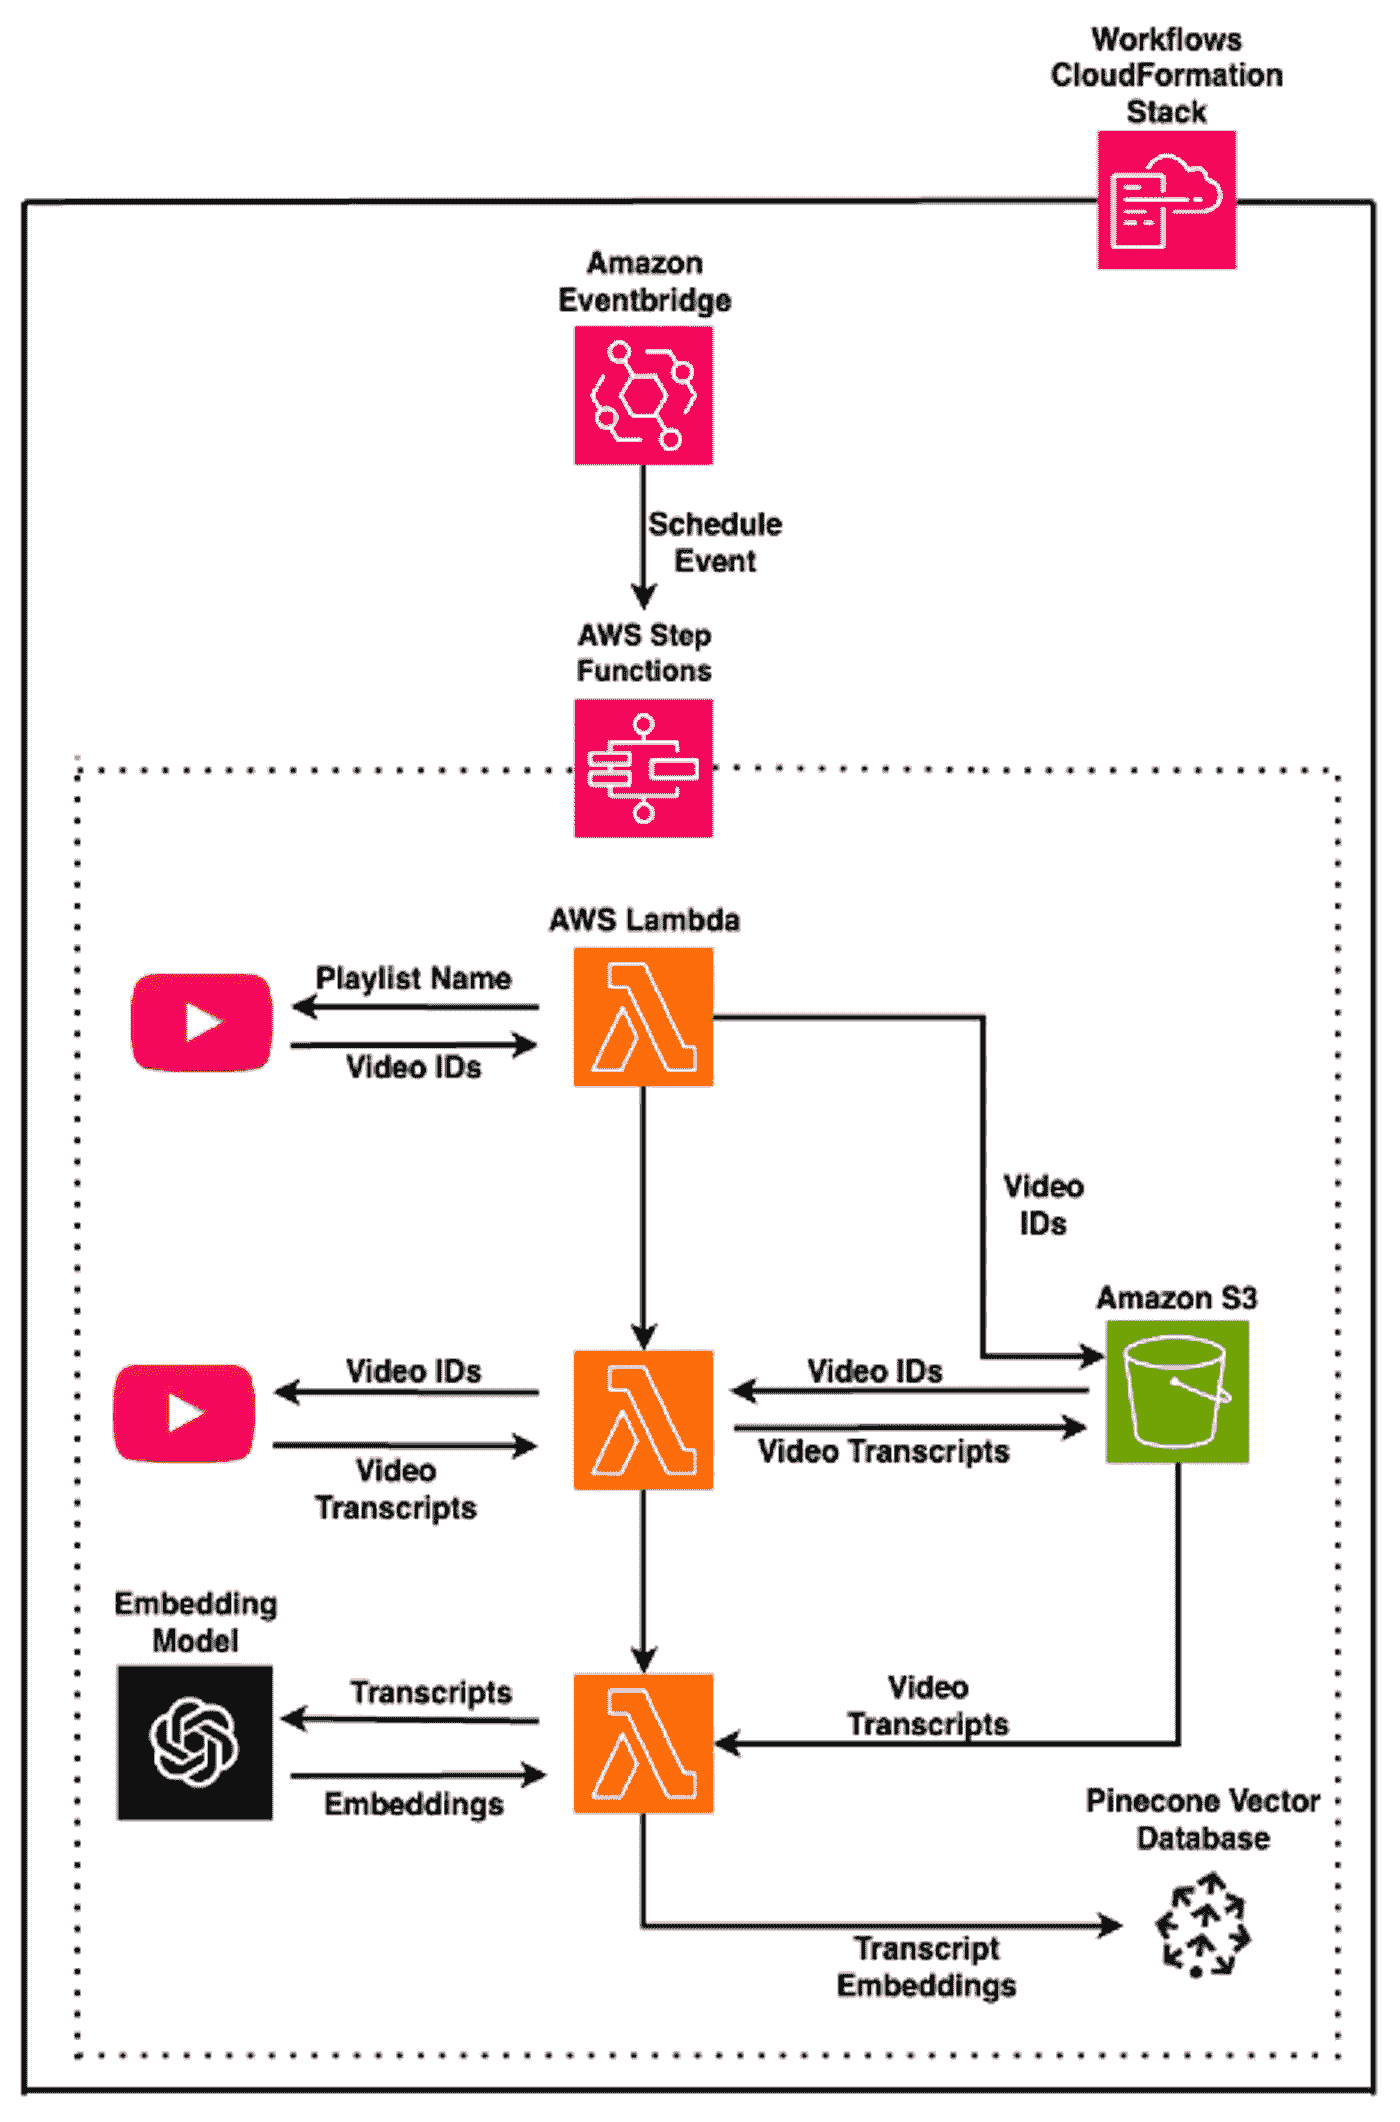 Workflows
CloudFormation
Stack
Amazon
Eventbridge
Schedule
Event
AWS Step
Functions
AWS Lambda
Playlist Name
Video IDs
Video
IDs
Amazon S3
Video IDs
Video IDs
Video Transcripts
Video
Transcripts
Embedding
Model
Transcripts
Video
Transcripts
Embeddings
Pinecone Vector
Database
Transcript
Embeddings